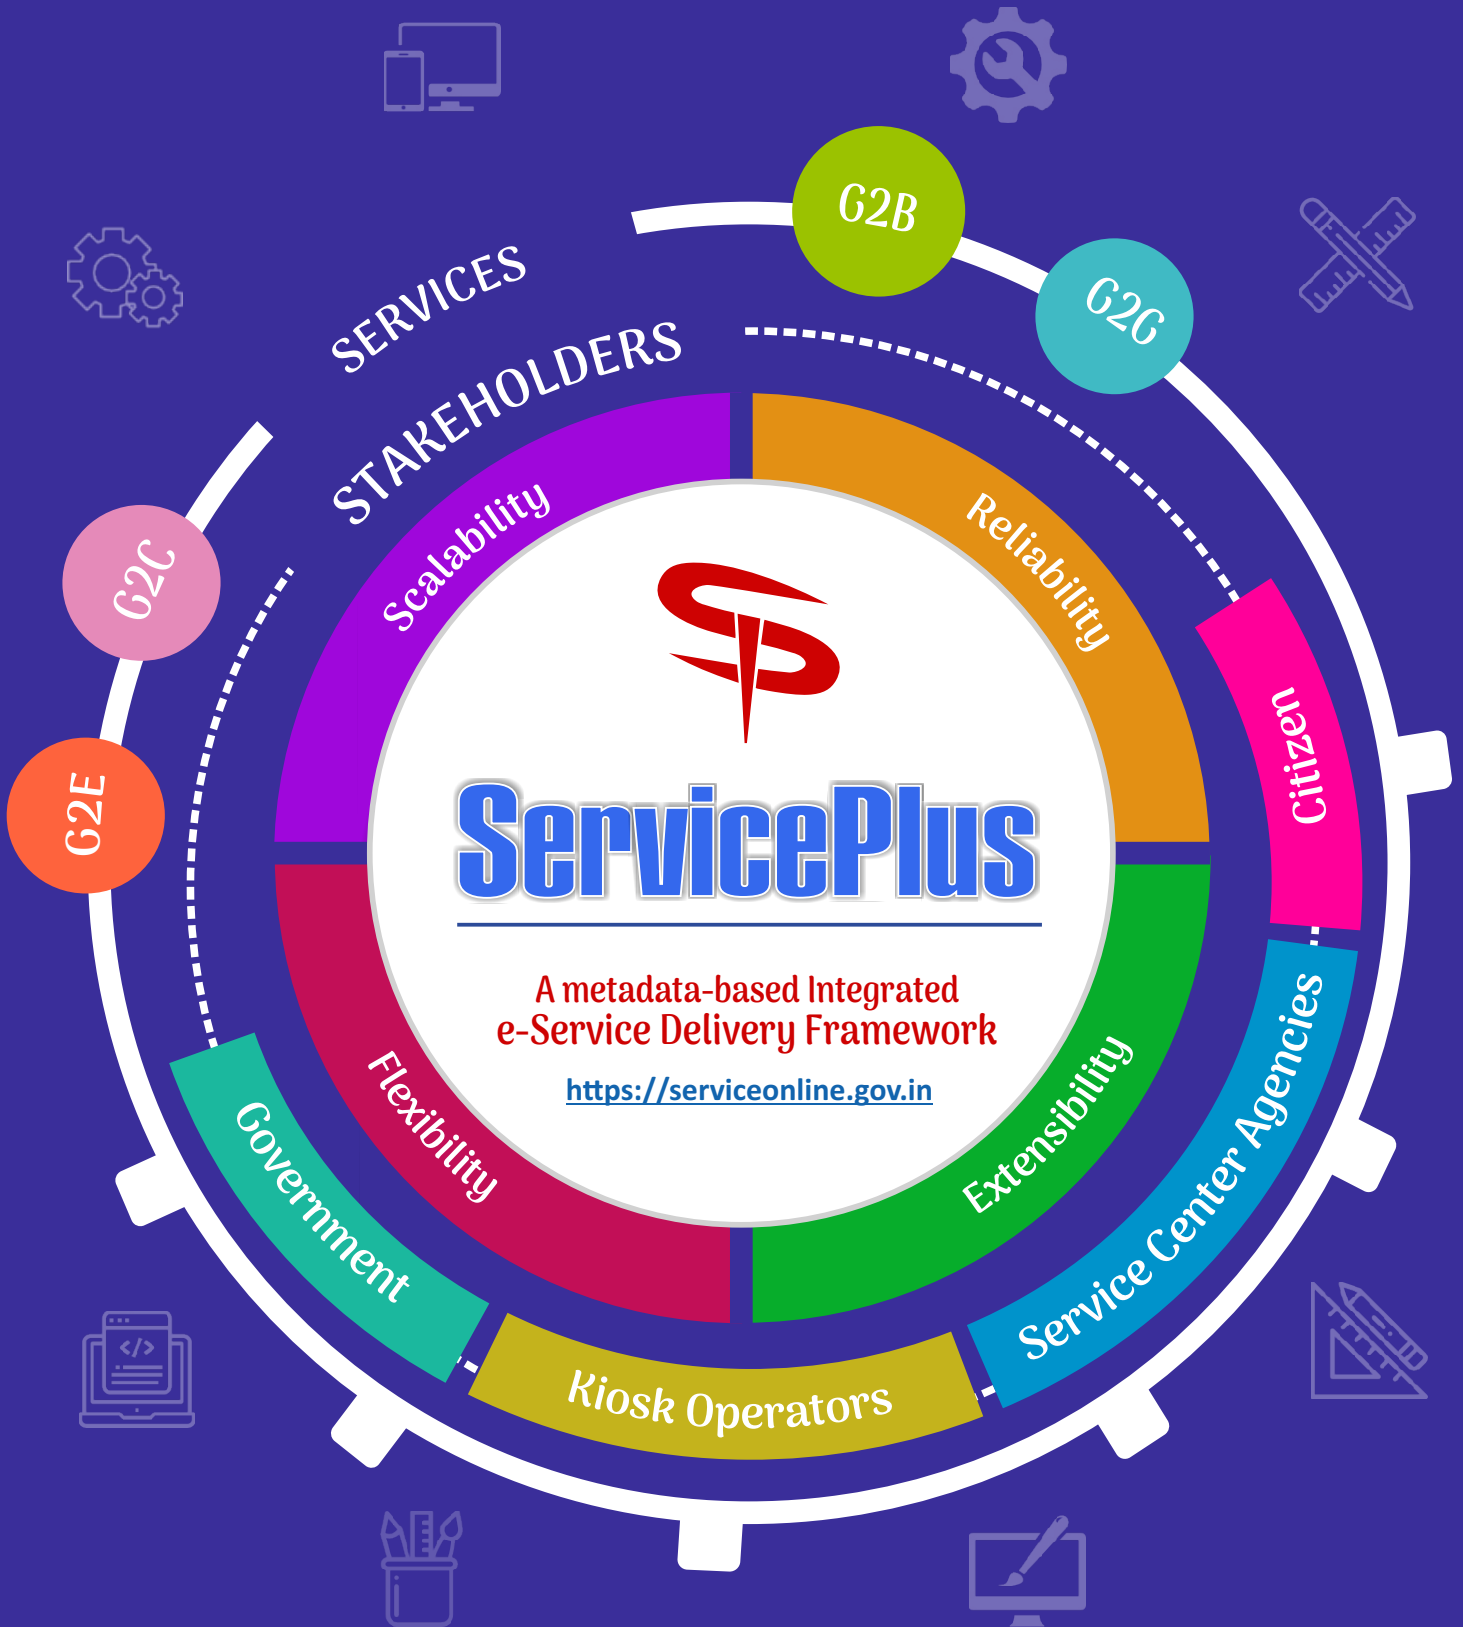 SERVICES
STAKEHOLDERS
G2B
G2G
G2C
G2E
Scalability
Reliability
Citizen
ServicePlus
A metadata-based Integrated
e-Service Delivery Framework
https://serviceonline.gov.in
Flexibility
Extensibility
Service Center Agencies
Government
Kiosk Operators